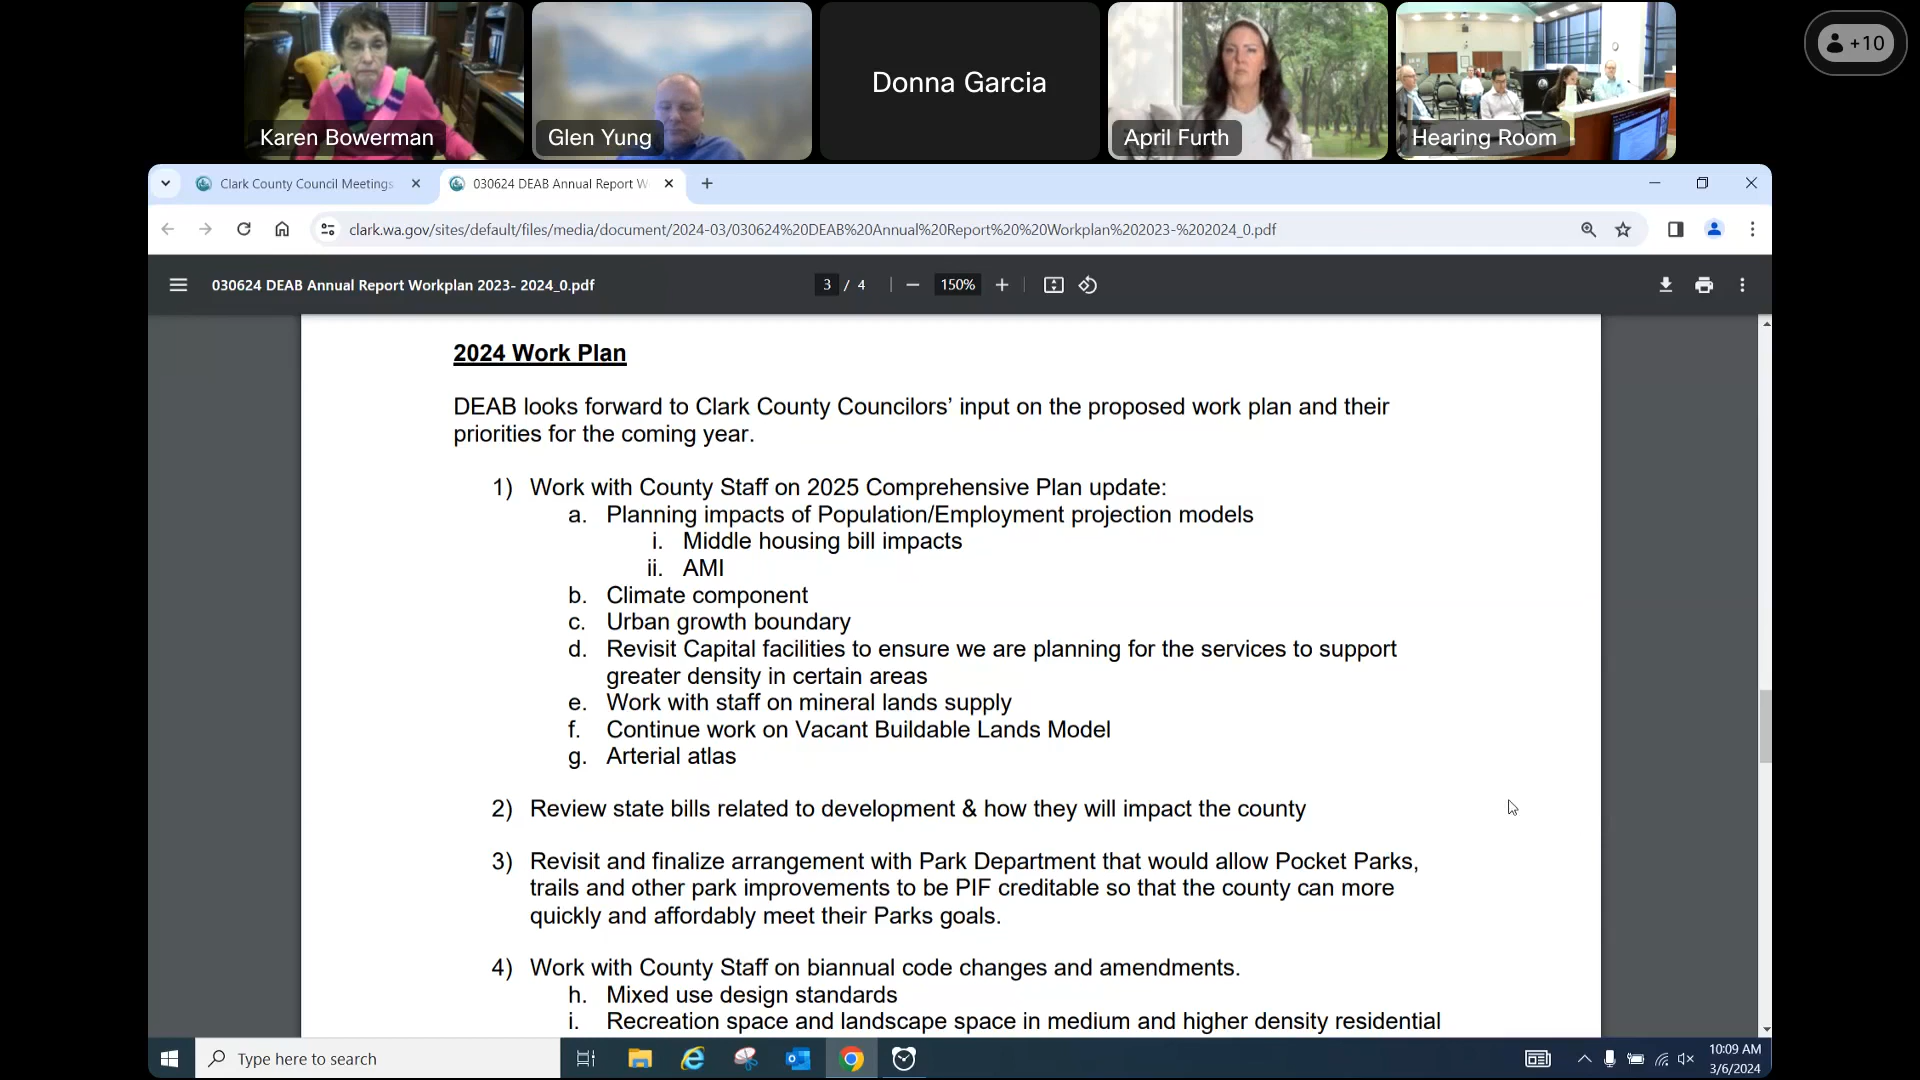 Karen Bowerman
Glen Yung
Donna Garcia
April Furth
Hearing Room
+10
Clark County Council Meetings
030624 DEAB Annual Report W
clark.wa.gov/sites/default/files/media/document/2024-03/030624%20DEAB%20Annual%20Report%20%20Workplan%202023-%202024_0.pdf
030624 DEAB Annual Report Workplan 2023- 2024_0.pdf
3 / 4
150%
2024 Work Plan
DEAB looks forward to Clark County Councilors’ input on the proposed work plan and their
priorities for the coming year.
1) Work with County Staff on 2025 Comprehensive Plan update:
a. Planning impacts of Population/Employment projection models
i. Middle housing bill impacts
ii. AMI
b. Climate component
c. Urban growth boundary
d. Revisit Capital facilities to ensure we are planning for the services to support
greater density in certain areas
e. Work with staff on mineral lands supply
f. Continue work on Vacant Buildable Lands Model
g. Arterial atlas
2) Review state bills related to development & how they will impact the county
3) Revisit and finalize arrangement with Park Department that would allow Pocket Parks,
trails and other park improvements to be PIF creditable so that the county can more
quickly and affordably meet their Parks goals.
4) Work with County Staff on biannual code changes and amendments.
h. Mixed use design standards
i. Recreation space and landscape space in medium and higher density residential
Type here to search
10:09 AM
3/6/2024